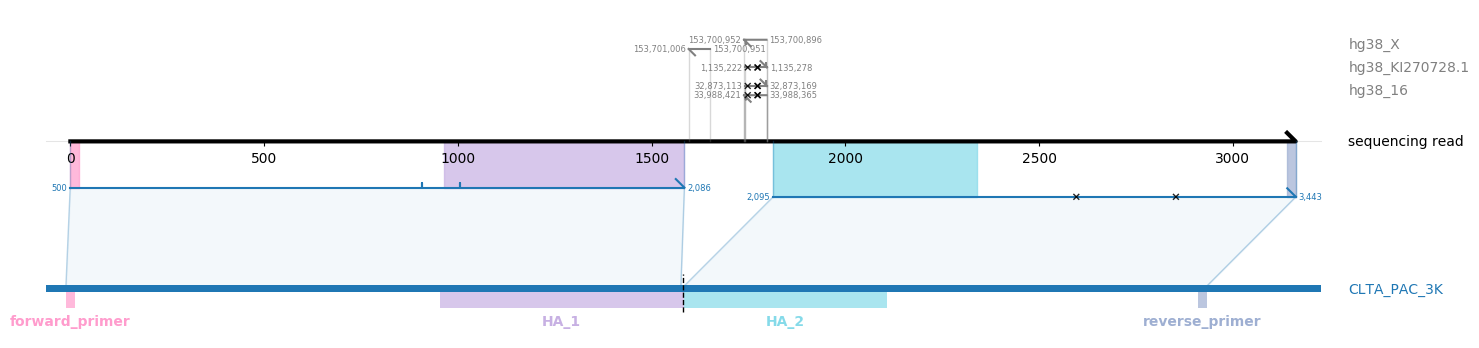 153,700,952 153,700,896 hg38_X
153,701,006 153,700,951
1,135,222 1,135,278 hg38_KI270728.1
32,873,113 32,873,169 hg38_16
33,988,421 33,988,365
sequencing read
0 500 1000 1500 2000 2500 3000
500 2,086
2,095 3,443
CLTA_PAC_3K
forward_primer HA_1 HA_2 reverse_primer